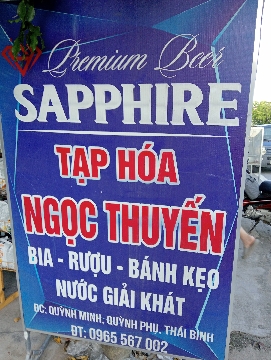 Premium Beer
SAPPHIRE
TẠP HÓA
NGỌC THUYẾN
BIA - RƯỢU - BÁNH KẸO
NƯỚC GIẢI KHÁT
ĐC: QUỲNH MINH, QUỲNH PHỤ, THÁI BÌNH
ĐT: 0965 567 002